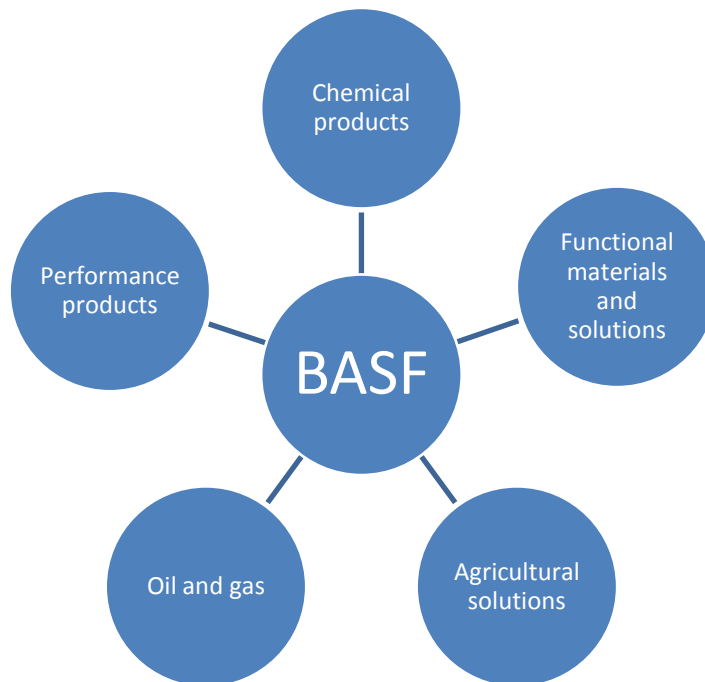 Chemical
products
Functional
materials
and
solutions
Agricultural
solutions
Oil and gas
Performance
products
BASF